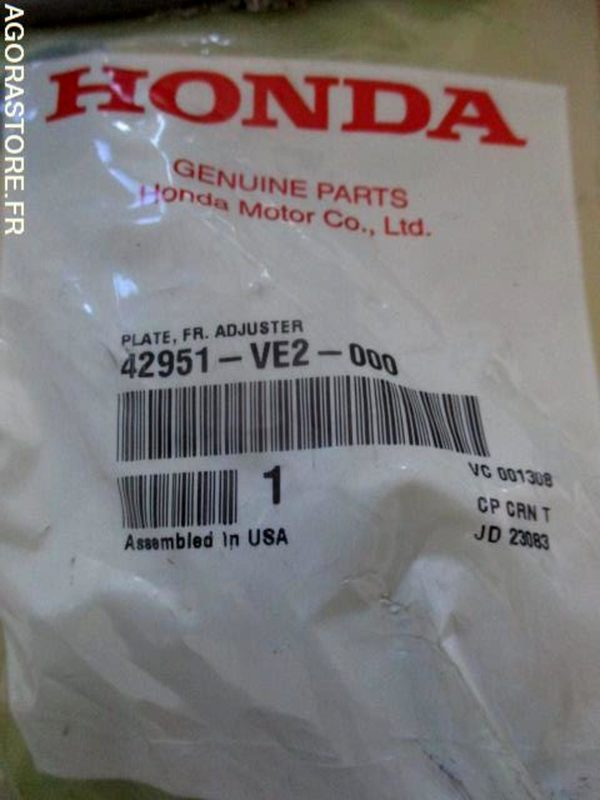 AGORASTORE.FR
HONDA
GENUINE PARTS
Honda Motor Co., Ltd.
PLATE, FR. ADJUSTER
42951-VE2-000
1
VC 001308
CP CRN T
JD 23083
Assembled in USA